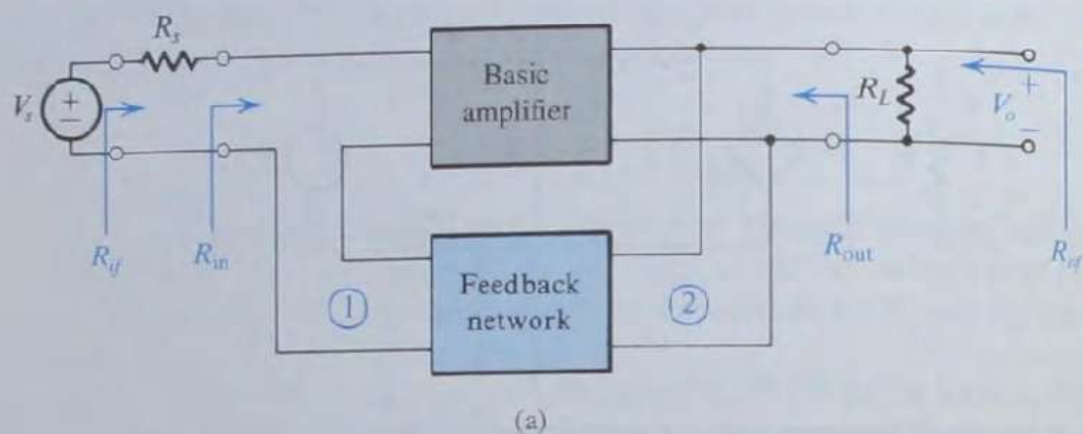 R_s
Basic
amplifier
+
−
V_s
R_L
+
V_o
−
R_if
R_in
R_out
R_of
Feedback
network
①
②
(a)